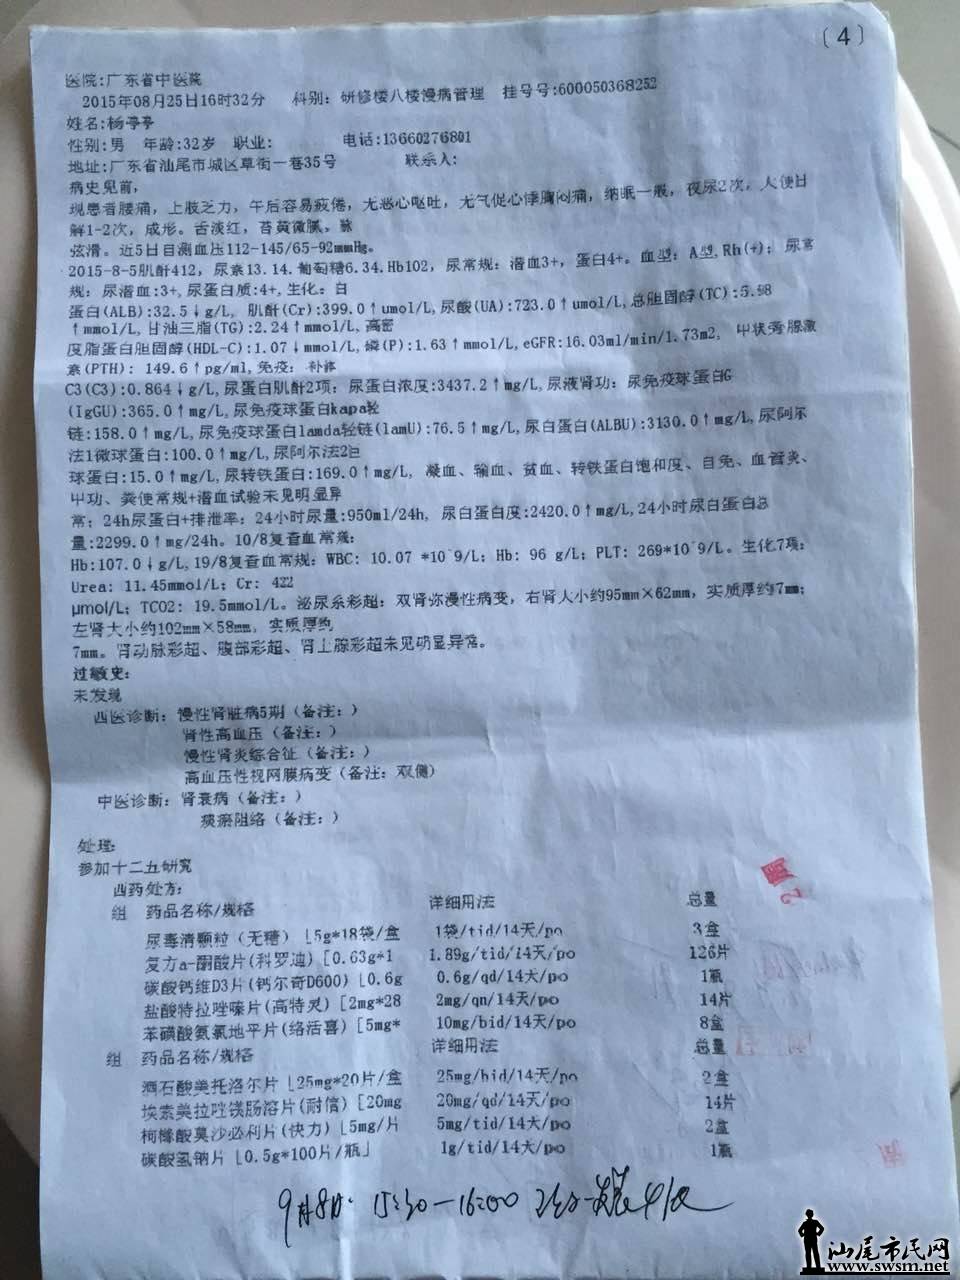 (4)
医院:广东省中医院
2015年08月25日16时32分 科别: 研修楼八楼慢病管理 挂号号:600050368252
姓名:杨亭亭
性别:男 年龄:32岁 职业: 电话:13660276801
地址:广东省汕尾市城区草街一巷35号 联系人:
病史见前,
现患者腰痛, 上肢乏力, 午后容易疲倦, 无恶心呕吐, 无气促心悸胸闷痛, 纳眠一般, 夜尿2次, 大便日
解1-2次, 成形。舌淡红, 苔黄微腻, 脉
弦滑。近5日自测血压112-145/65-92mmHg。
2015-8-5肌酐412, 尿素13.14.葡萄糖6.34.Hb102, 尿常规: 潜血3+, 蛋白4+。血型: A型,Rh(+); 尿常
规: 尿潜血:3+,尿蛋白质:4+,生化: 白
蛋白(ALB):32.5↓g/L, 肌酐(Cr):399.0↑umol/L,尿酸(UA):723.0↑umol/L,总胆固醇(TC):5.98
↑mmol/L,甘油三脂(TG):2.24↑mmol/L,高密
度脂蛋白胆固醇(HDL-C):1.07↓mmol/L,磷(P):1.63↑mmol/L,eGFR:16.03ml/min/1.73m2, 甲状旁腺激
素(PTH): 149.6↑pg/ml,免疫: 补体
C3(C3):0.864↓g/L,尿蛋白肌酐2项: 尿蛋白浓度:3437.2↑mg/L,尿液肾功: 尿免疫球蛋白G
(IgGU):365.0↑mg/L,尿免疫球蛋白kapa轻
链:158.0↑mg/L,尿免疫球蛋白lamda轻链(lamU):76.5↑mg/L,尿白蛋白(ALBU):3130.0↑mg/L,尿阿尔
法1微球蛋白:100.0↑mg/L,尿阿尔法2巨
球蛋白:15.0↑mg/L,尿转铁蛋白:169.0↑mg/L, 凝血、输血、贫血、转铁蛋白饱和度、自免、血管炎、
甲功、粪便常规+潜血试验未见明显异
常; 24h尿蛋白+排泄率: 24小时尿量:950ml/24h, 尿白蛋白度:2420.0↑mg/L,24小时尿白蛋白总
量:2299.0↑mg/24h。10/8复查血常规:
Hb:107.0↓g/L,19/8复查血常规: WBC: 10.07 *10^9/L; Hb: 96 g/L; PLT: 269*10^9/L。生化7项:
Urea: 11.45mmol/L; Cr: 422
μmol/L; TCO2: 19.5mmol/L。泌尿系彩超: 双肾弥漫性病变, 右肾大小约95mm×62mm, 实质厚约7mm;
左肾大小约102mm×58mm, 实质厚约
7mm。肾动脉彩超、腹部彩超、肾上腺彩超未见明显异常。
过敏史:
未发现
西医诊断: 慢性肾脏病5期 (备注: )
肾性高血压 (备注: )
慢性肾炎综合征 (备注: )
高血压性视网膜病变 (备注: 双侧)
中医诊断: 肾衰病 (备注: )
痰瘀阻络 (备注: )
处理:
参加十二五研究
西药处方:
组 药品名称/规格 详细用法 总量
尿毒清颗粒 (无糖) [5g*18袋/盒 1袋/tid/14天/po 3盒
复方a-酮酸片(科罗迪) [0.63g*1 1.89g/tid/14天/po 126片
碳酸钙维D3片(钙尔奇D600) [0.6g 0.6g/qd/14天/po 1瓶
盐酸特拉唑嗪片(高特灵) [2mg*28 2mg/qn/14天/po 14片
苯磺酸氨氯地平片(络活喜) [5mg* 10mg/bid/14天/po 8盒
组 药品名称/规格 详细用法 总量
酒石酸美托洛尔片 [25mg*20片/盒 25mg/bid/14天/po 2盒
埃索美拉唑镁肠溶片(耐信) [20mg 20mg/qd/14天/po 14片
枸橼酸莫沙必利片(快力) [5mg/片 5mg/tid/14天/po 2盒
碳酸氢钠片 [0.5g*100片/瓶] 1g/tid/14天/po 1瓶
9月8日. 15:30-16:00
汕尾市民网
www.swsm.net